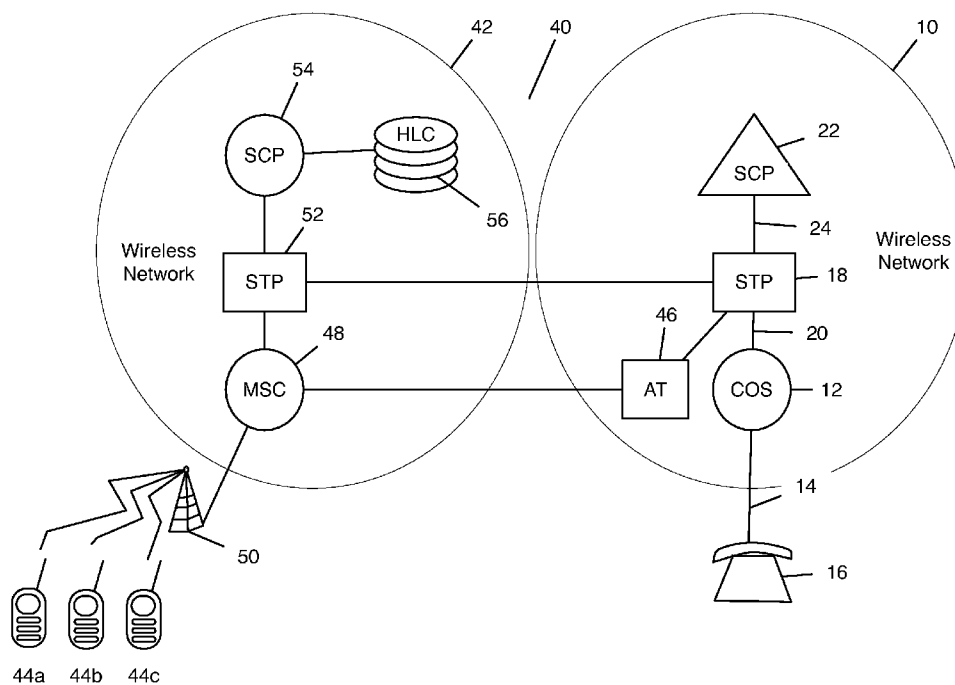 42
40
10
54
22
HLC
SCP
SCP
52
56
24
Wireless
Network
Wireless
Network
STP
STP
18
48
46
20
MSC
AT
COS
12
14
50
16
44a
44b
44c